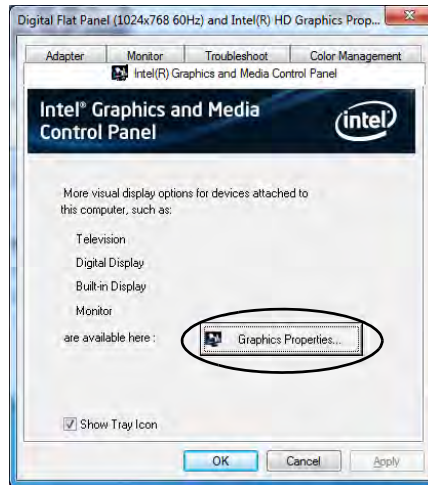 Digital Flat Panel (1024x768 60Hz) and Intel(R) HD Graphics Prop...
Adapter Monitor Troubleshoot Color Management
Intel(R) Graphics and Media Control Panel
Intel® Graphics and Media
Control Panel
intel
More visual display options for devices attached to
this computer, such as:
Television
Digital Display
Built-in Display
Monitor
are available here :
Graphics Properties...
Show Tray Icon
OK Cancel Apply